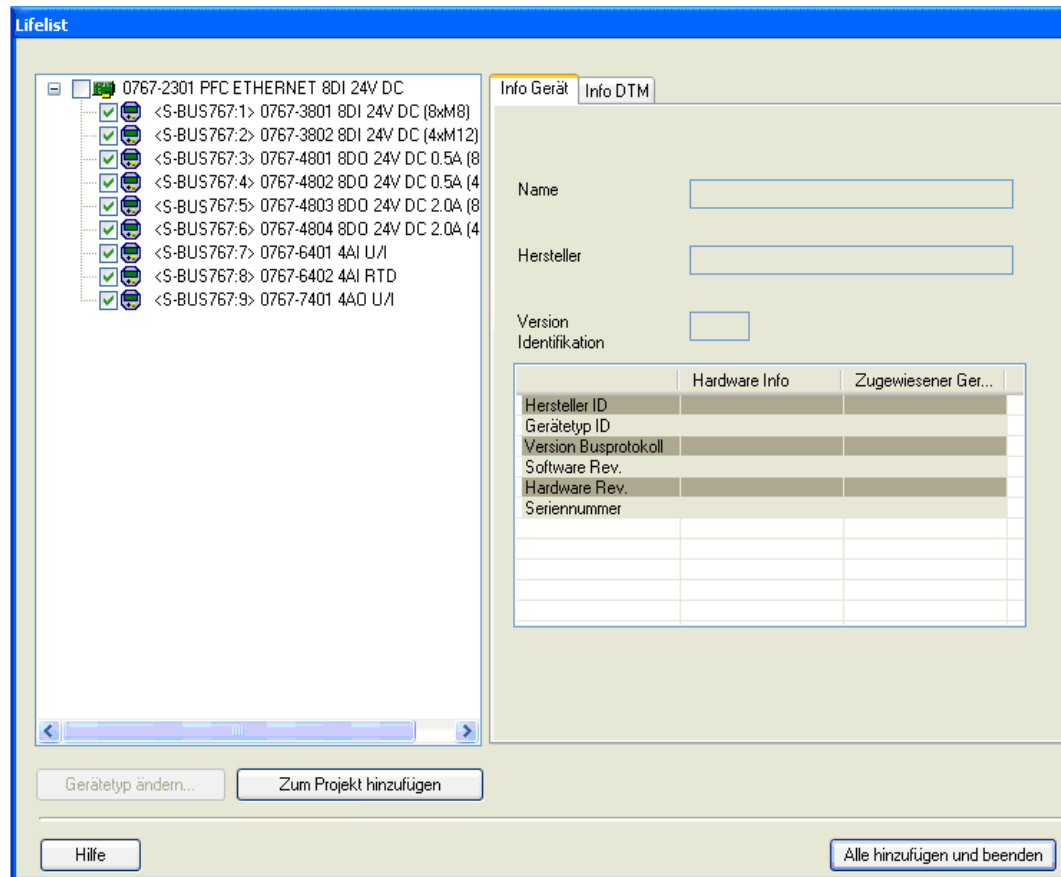 Lifelist
0767-2301 PFC ETHERNET 8DI 24V DC
<S-BUS767:1> 0767-3801 8DI 24V DC (8xM8)
<S-BUS767:2> 0767-3802 8DI 24V DC (4xM12)
<S-BUS767:3> 0767-4801 8DO 24V DC 0.5A (8
<S-BUS767:4> 0767-4802 8DO 24V DC 0.5A (4
<S-BUS767:5> 0767-4803 8DO 24V DC 2.0A (8
<S-BUS767:6> 0767-4804 8DO 24V DC 2.0A (4
<S-BUS767:7> 0767-6401 4AI U/I
<S-BUS767:8> 0767-6402 4AI RTD
<S-BUS767:9> 0767-7401 4AO U/I
Info Gerät Info DTM
Name
Hersteller
Version
Identifikation
Hardware Info Zugewiesener Ger...
Hersteller ID
Gerätetyp ID
Version Busprotokoll
Software Rev.
Hardware Rev.
Seriennummer
Gerätetyp ändern... Zum Projekt hinzufügen
Hilfe Alle hinzufügen und beenden